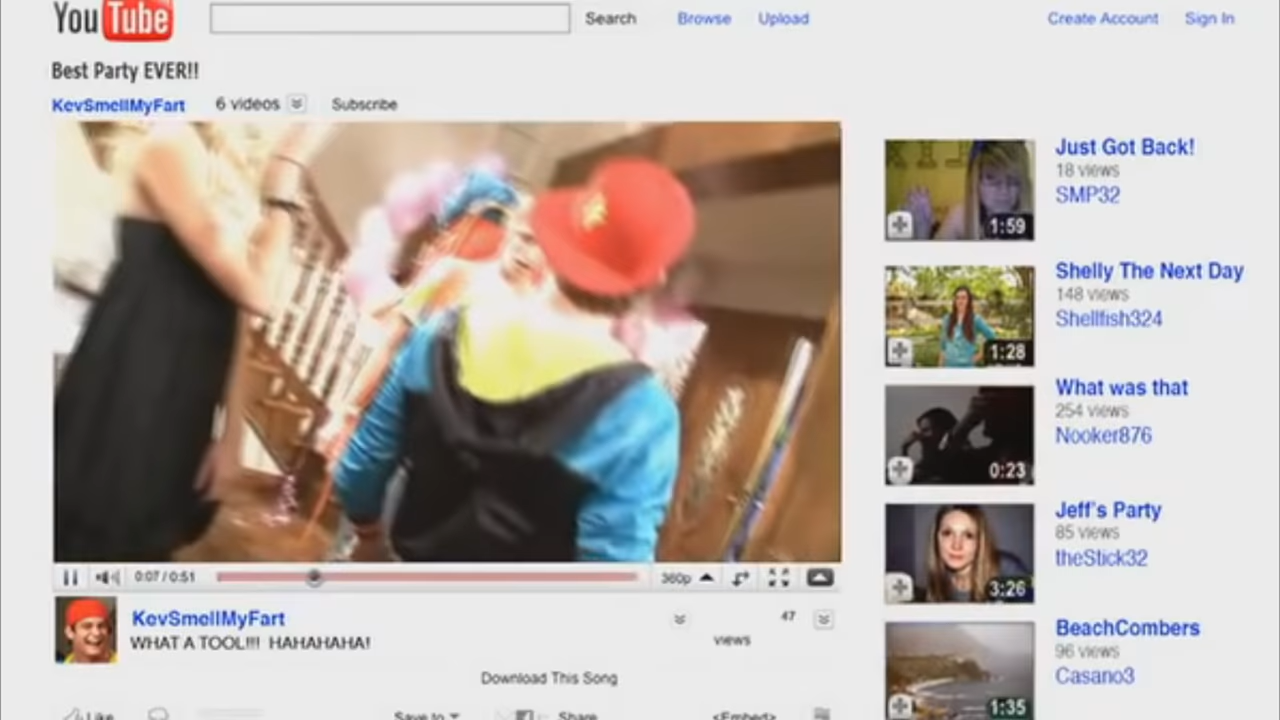 YouTube Search Browse Upload Create Account Sign In
Best Party EVER!!
KevSmellMyFart 6 videos Subscribe
Just Got Back!
18 views
SMP32
1:59
Shelly The Next Day
148 views
Shellfish324
1:28
What was that
254 views
Nooker876
0:23
Jeff's Party
85 views
theStick32
3:26
BeachCombers
96 views
Casano3
1:35
0:07 / 0:51 360p
KevSmellMyFart 47
WHAT A TOOL!!! HAHAHAHA! views
Download This Song
Like Save to Share <Embed>